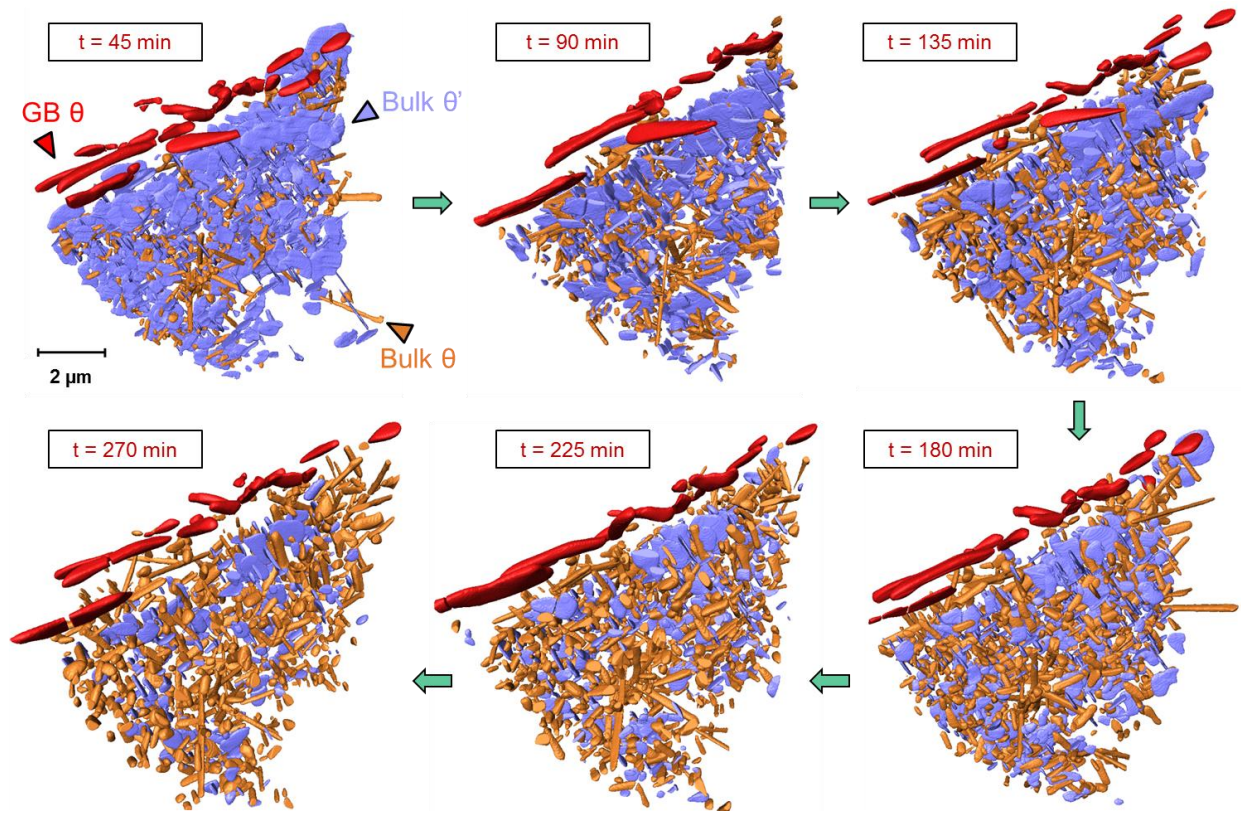 t = 45 min
t = 90 min
t = 135 min
GB θ
Bulk θ’
Bulk θ
2 µm
t = 270 min
t = 225 min
t = 180 min